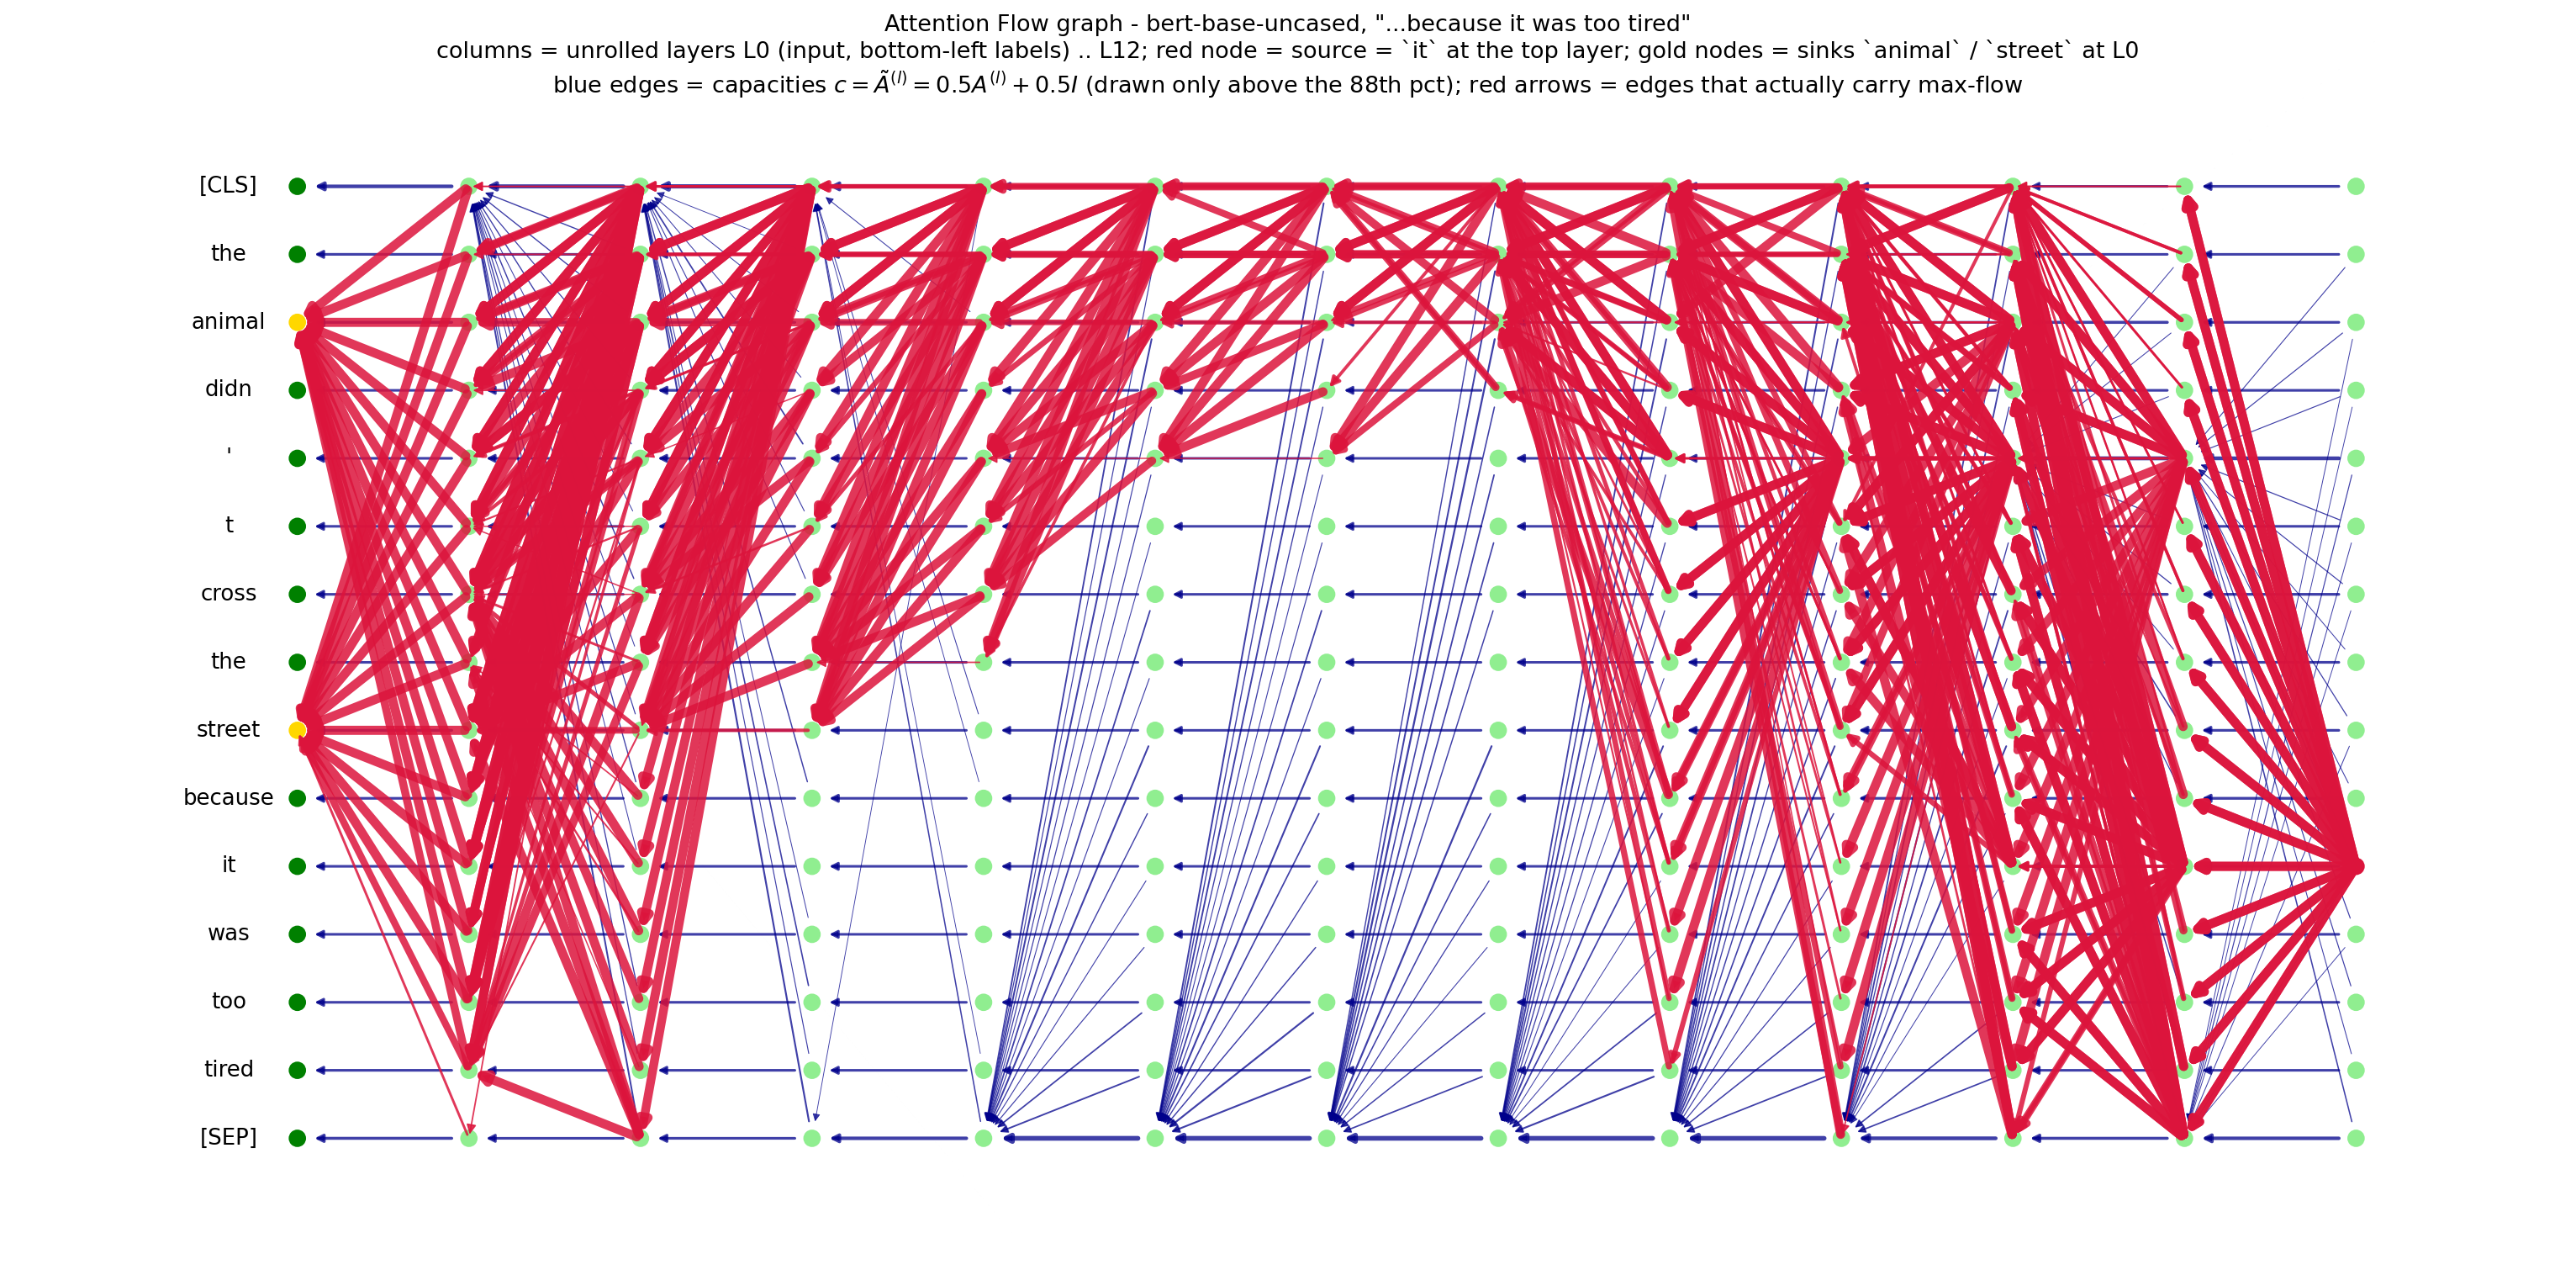 Attention Flow graph - bert-base-uncased, "...because it was too tired"
columns = unrolled layers L0 (input, bottom-left labels) .. L12; red node = source = `it` at the top layer; gold nodes = sinks `animal` / `street` at L0
blue edges = capacities c = Ã⁽ˡ⁾ = 0.5A⁽ˡ⁾ + 0.5I (drawn only above the 88th pct); red arrows = edges that actually carry max-flow
[CLS]
the
animal
didn
'
t
cross
the
street
because
it
was
too
tired
[SEP]